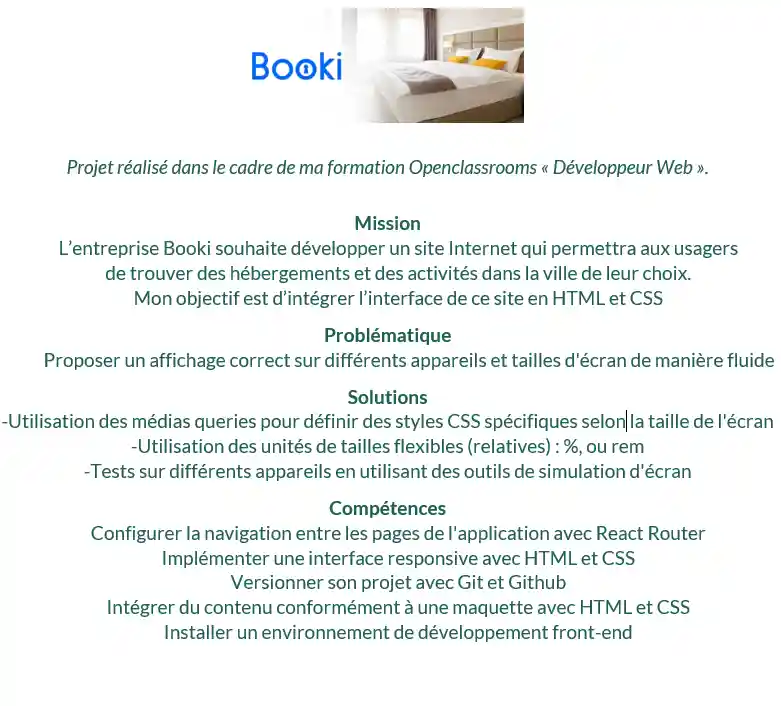 Booki
Projet réalisé dans le cadre de ma formation Openclassrooms « Développeur Web ».
Mission
L’entreprise Booki souhaite développer un site Internet qui permettra aux usagers
de trouver des hébergements et des activités dans la ville de leur choix.
Mon objectif est d’intégrer l’interface de ce site en HTML et CSS
Problématique
Proposer un affichage correct sur différents appareils et tailles d'écran de manière fluide
Solutions
-Utilisation des médias queries pour définir des styles CSS spécifiques selon la taille de l'écran
-Utilisation des unités de tailles flexibles (relatives) : %, ou rem
-Tests sur différents appareils en utilisant des outils de simulation d'écran
Compétences
Configurer la navigation entre les pages de l'application avec React Router
Implémenter une interface responsive avec HTML et CSS
Versionner son projet avec Git et Github
Intégrer du contenu conformément à une maquette avec HTML et CSS
Installer un environnement de développement front-end